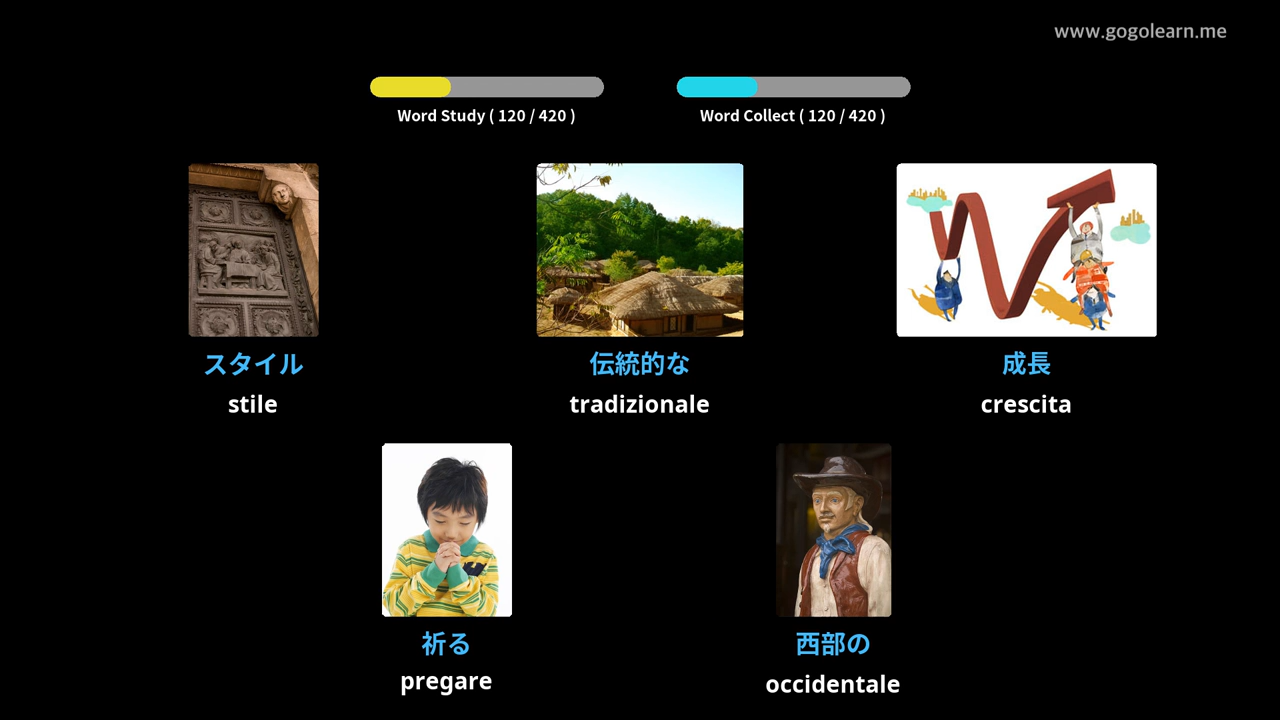 www.gogolearn.me
Word Study ( 120 / 420 )
Word Collect ( 120 / 420 )
スタイル
stile
伝統的な
tradizionale
成長
crescita
祈る
pregare
西部の
occidentale